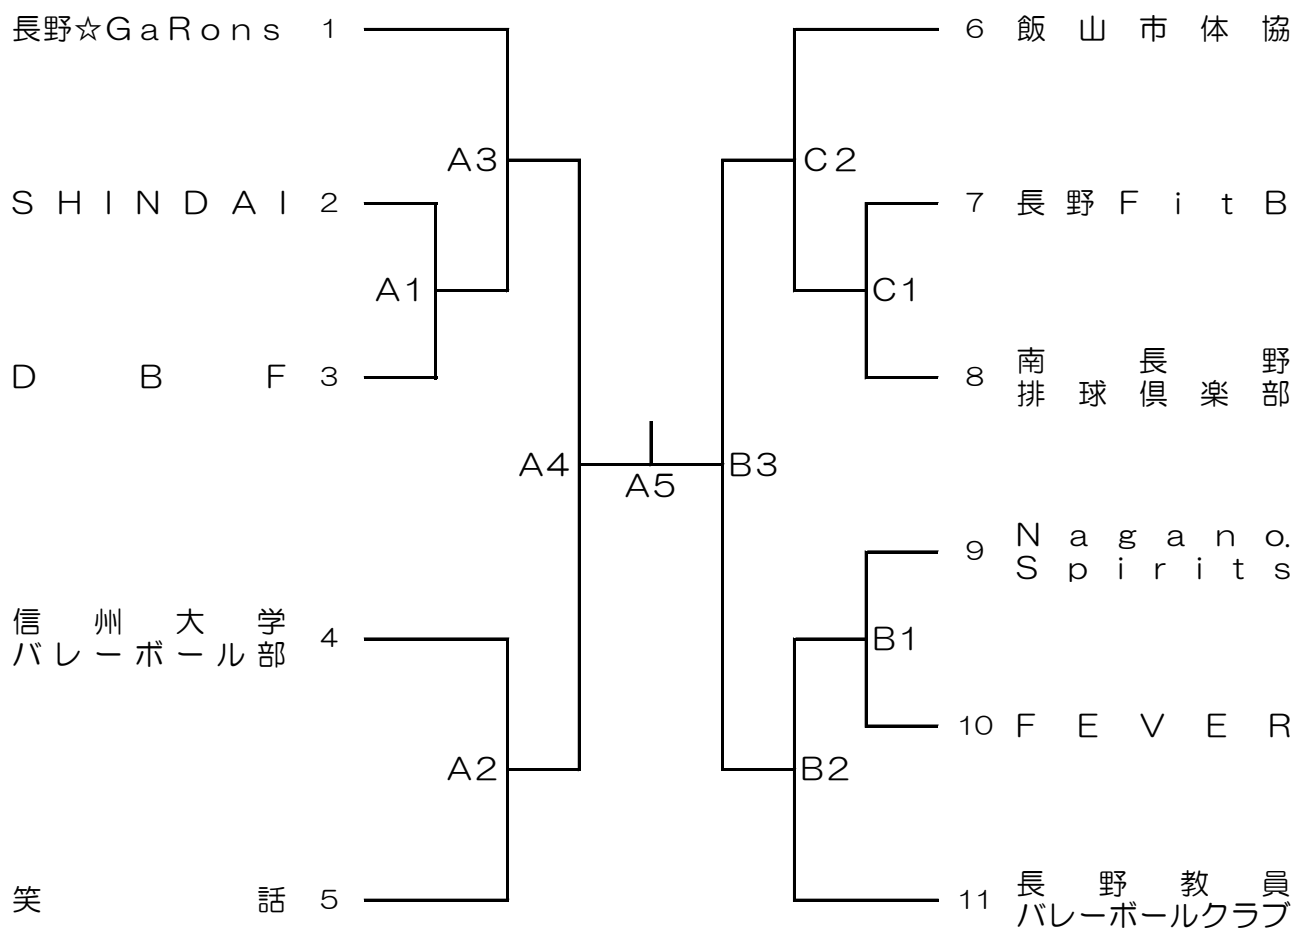 長野☆GaRons 1
6 飯山市体協
A3
C2
SHINDAI 2
7 長野FitB
A1
C1
DBF 3
8 南長野
排球倶楽部
A4
A5
B3
9 Nagano.
Spirits
信州大学
バレーボール部 4
B1
10 FEVER
A2
B2
笑話 5
11 長野教員
バレーボールクラブ